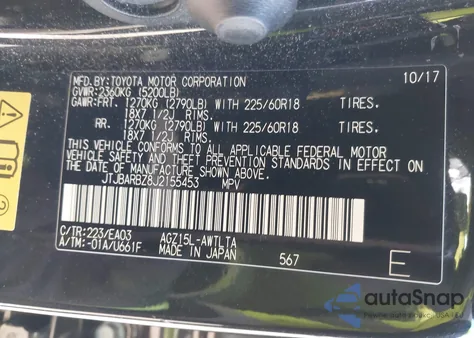 MFD.BY:TOYOTA MOTOR CORPORATION 10/17
GVWR:2360KG (5200LB)
GAWR:FRT. 1270KG (2790LB) WITH 225/60R18 TIRES.
18X7 1/2J RIMS.
RR. 1270KG (2790LB) WITH 225/60R18 TIRES.
18X7 1/2J RIMS.
THIS VEHICLE CONFORMS TO ALL APPLICABLE FEDERAL MOTOR
VEHICLE SAFETY AND THEFT PREVENTION STANDARDS IN
EFFECT ON THE DATE OF MANUFACTURE SHOWN ABOVE.
JTJBARBZ8J2155453 MPV
C/TR:223/EA03 AGZ15L-AWTLTA
A/TM:-01A/U661F MADE IN JAPAN 567 E
autoSnap